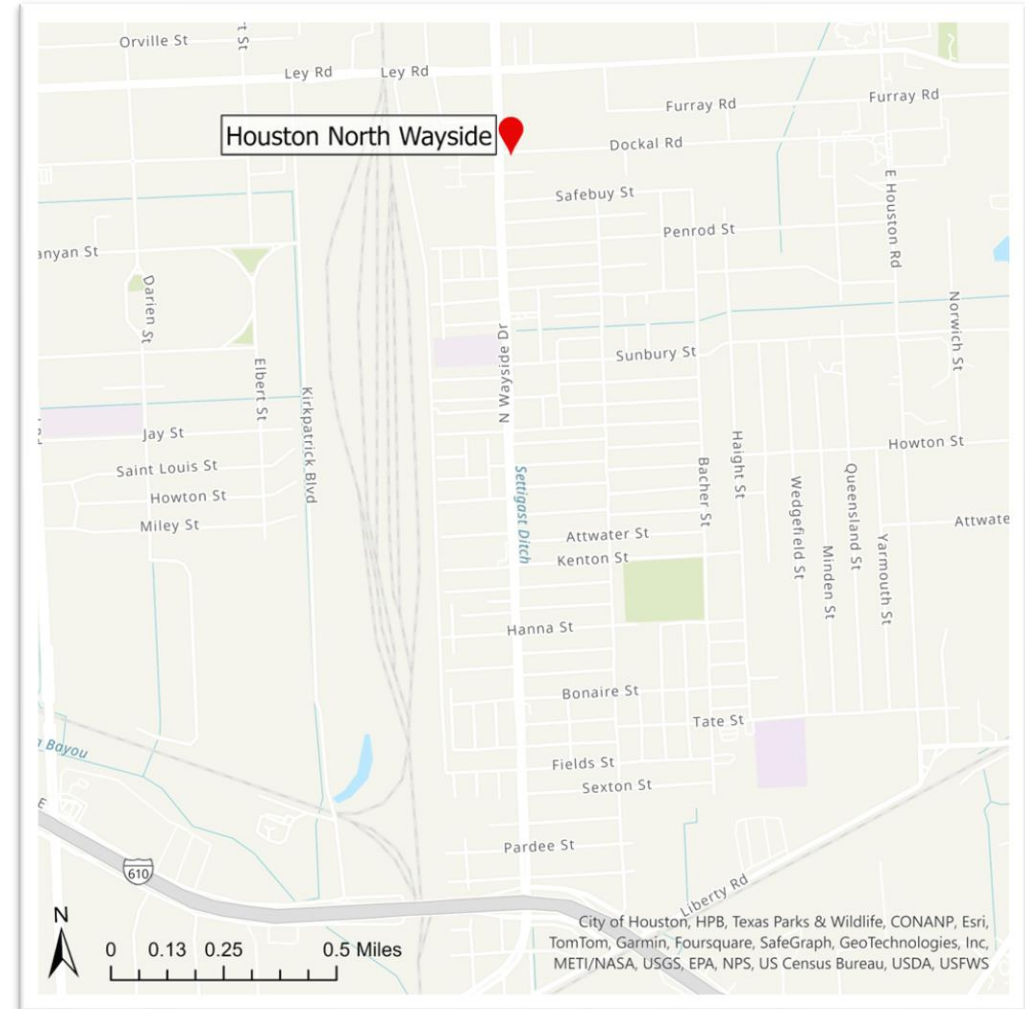 Orville St
Ley Rd
Ley Rd
Furray Rd
Furray Rd
Houston North Wayside
Dockal Rd
Safebuy St
E Houston Rd
Penrod St
anyan St
Darien St
Norwich St
N Wayside Dr
Sunbury St
Elbert St
Kirkpatrick Blvd
Jay St
Haight St
Howton St
Saint Louis St
Bacher St
Queensland St
Wedgefield St
Howton St
Settigast Ditch
Miley St
Attwater St
Attwate
Yarmouth St
Minden St
Kenton St
Hanna St
Bonaire St
Tate St
Bayou
Fields St
Sexton St
E
Pardee St
610
Liberty Rd
N
0 0.13 0.25 0.5 Miles
City of Houston, HPB, Texas Parks & Wildlife, CONANP, Esri,
TomTom, Garmin, Foursquare, SafeGraph, GeoTechnologies, Inc,
METI/NASA, USGS, EPA, NPS, US Census Bureau, USDA, USFWS